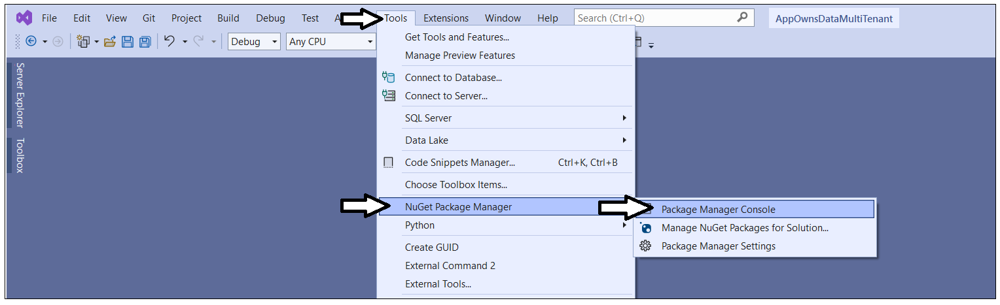 File Edit View Git Project Build Debug Test Tools Extensions Window Help Search (Ctrl+Q) AppOwnsDataMultiTenant
Debug Any CPU
Server Explorer
Toolbox
Get Tools and Features...
Manage Preview Features
Connect to Database...
Connect to Server...
SQL Server
Data Lake
Code Snippets Manager... Ctrl+K, Ctrl+B
Choose Toolbox Items...
NuGet Package Manager
Python
Create GUID
External Command 2
External Tools...
Package Manager Console
Manage NuGet Packages for Solution...
Package Manager Settings